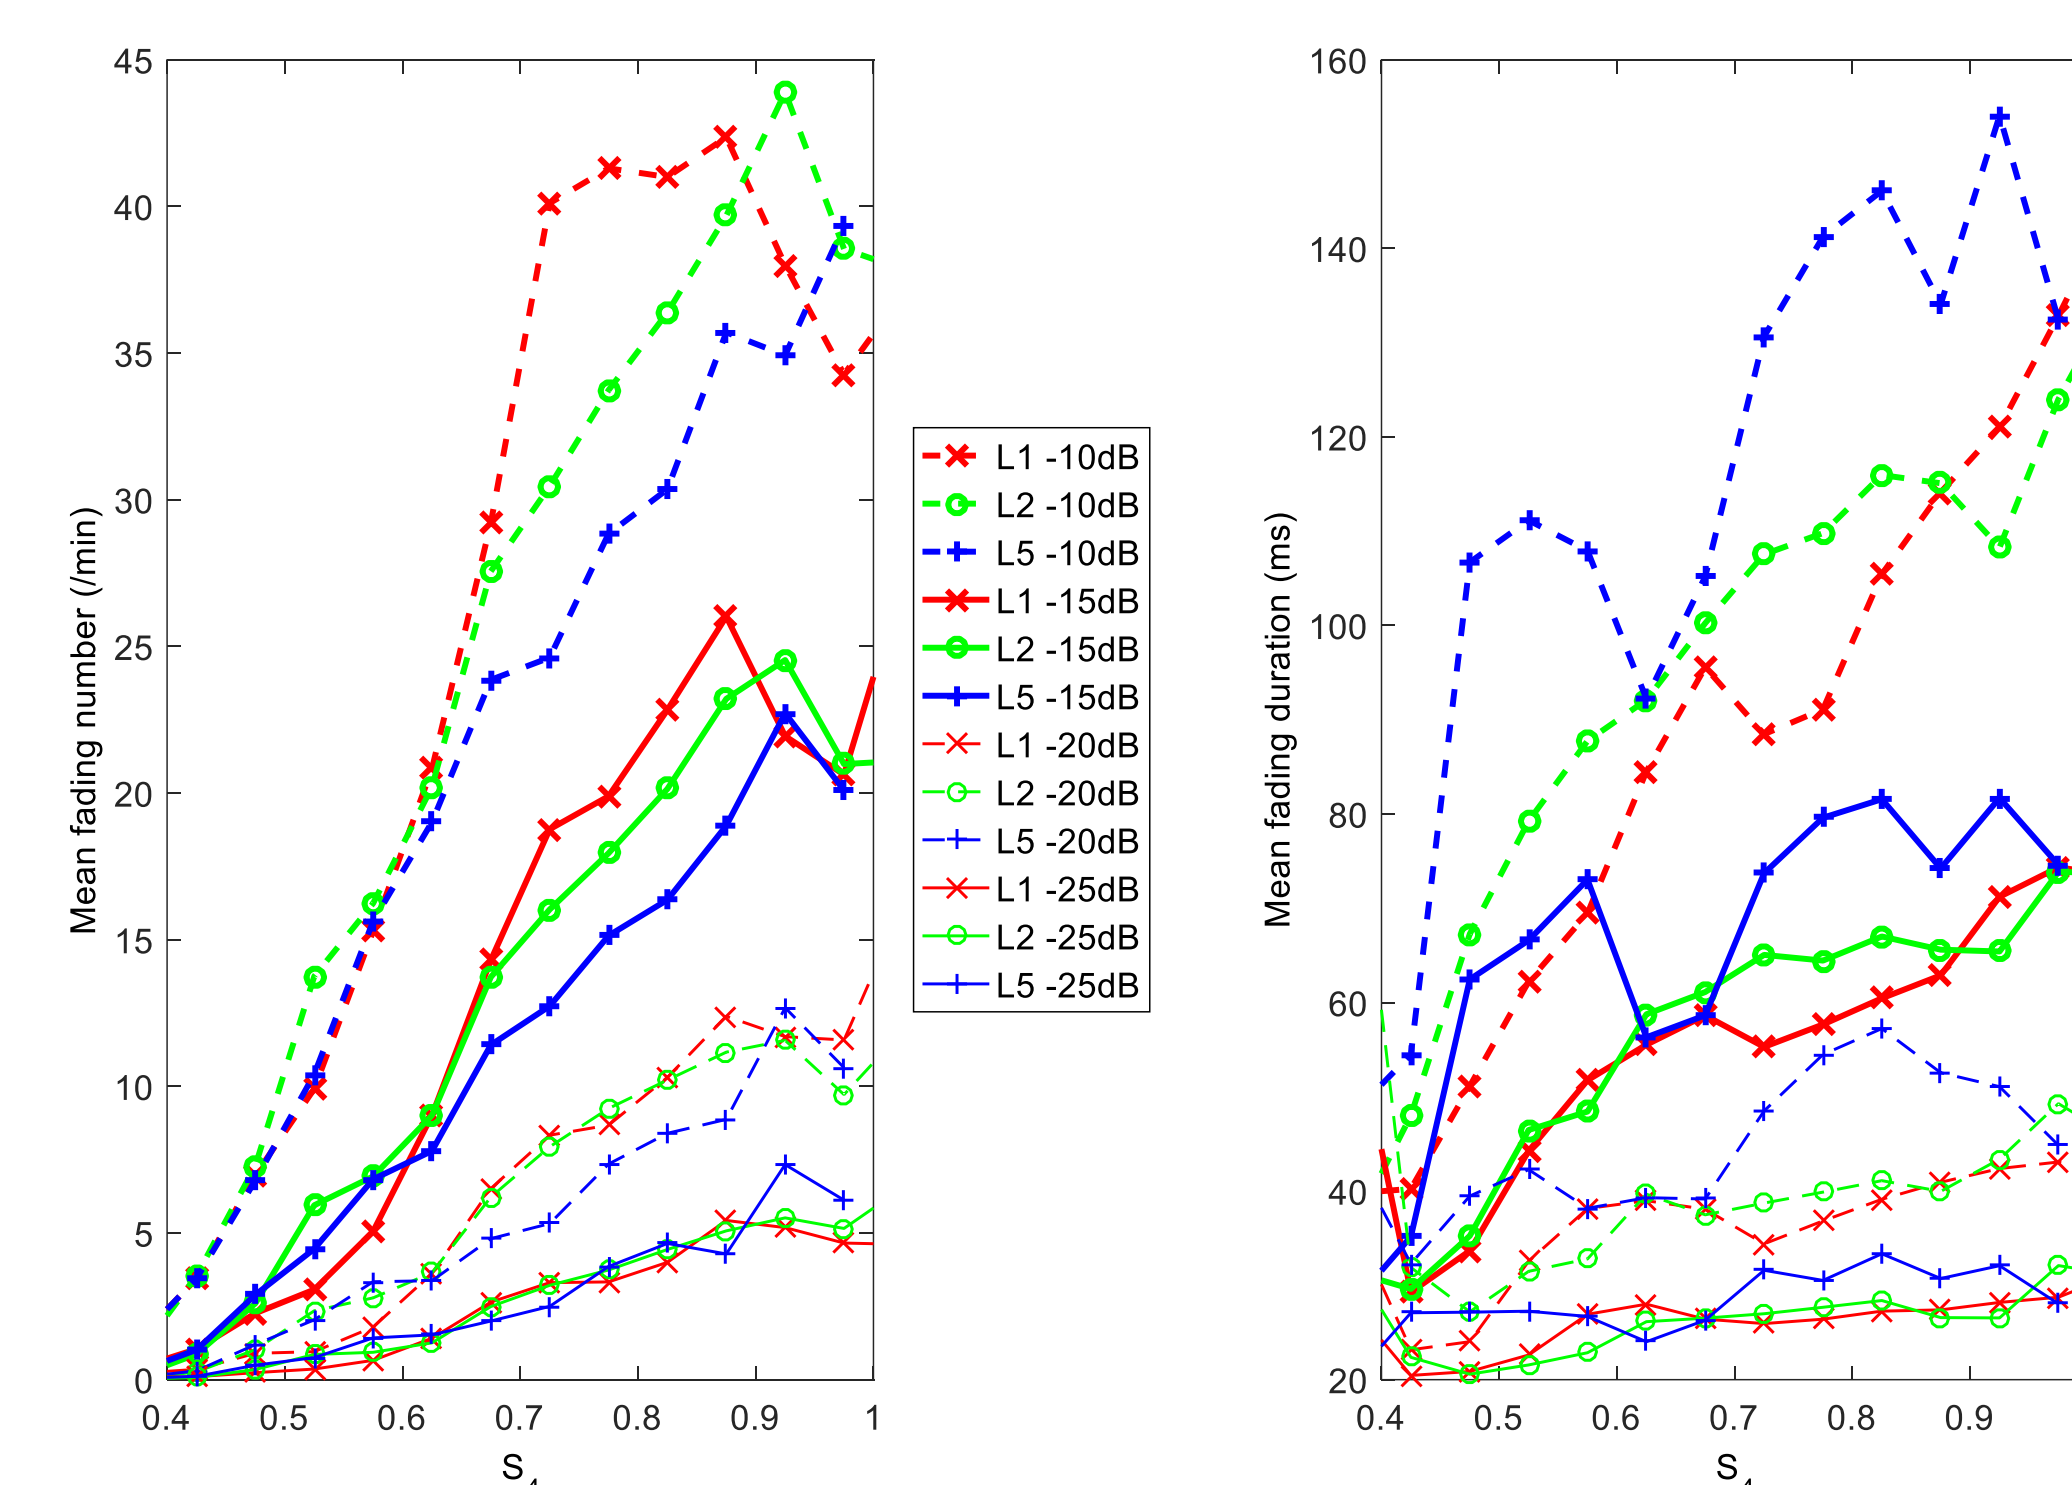 45
40
35
30
25
20
15
10
5
0
Mean fading number (/min)
0.4 0.5 0.6 0.7 0.8 0.9 1
S4
L1 -10dB
L2 -10dB
L5 -10dB
L1 -15dB
L2 -15dB
L5 -15dB
L1 -20dB
L2 -20dB
L5 -20dB
L1 -25dB
L2 -25dB
L5 -25dB
160
140
120
100
80
60
40
20
Mean fading duration (ms)
0.4 0.5 0.6 0.7 0.8 0.9
S4